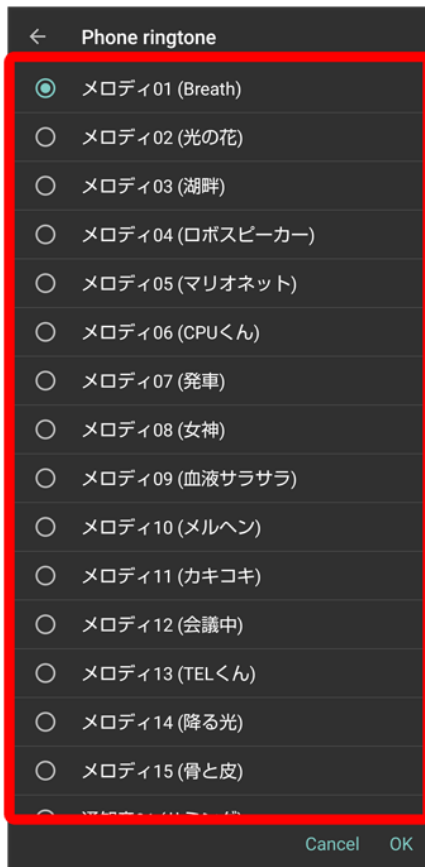 Phone ringtone
メロディ01 (Breath)
メロディ02 (光の花)
メロディ03 (湖畔)
メロディ04 (ロボスピーカー)
メロディ05 (マリオネット)
メロディ06 (CPUくん)
メロディ07 (発車)
メロディ08 (女神)
メロディ09 (血液サラサラ)
メロディ10 (メルヘン)
メロディ11 (カキコキ)
メロディ12 (会議中)
メロディ13 (TELくん)
メロディ14 (降る光)
メロディ15 (骨と皮)
Cancel OK